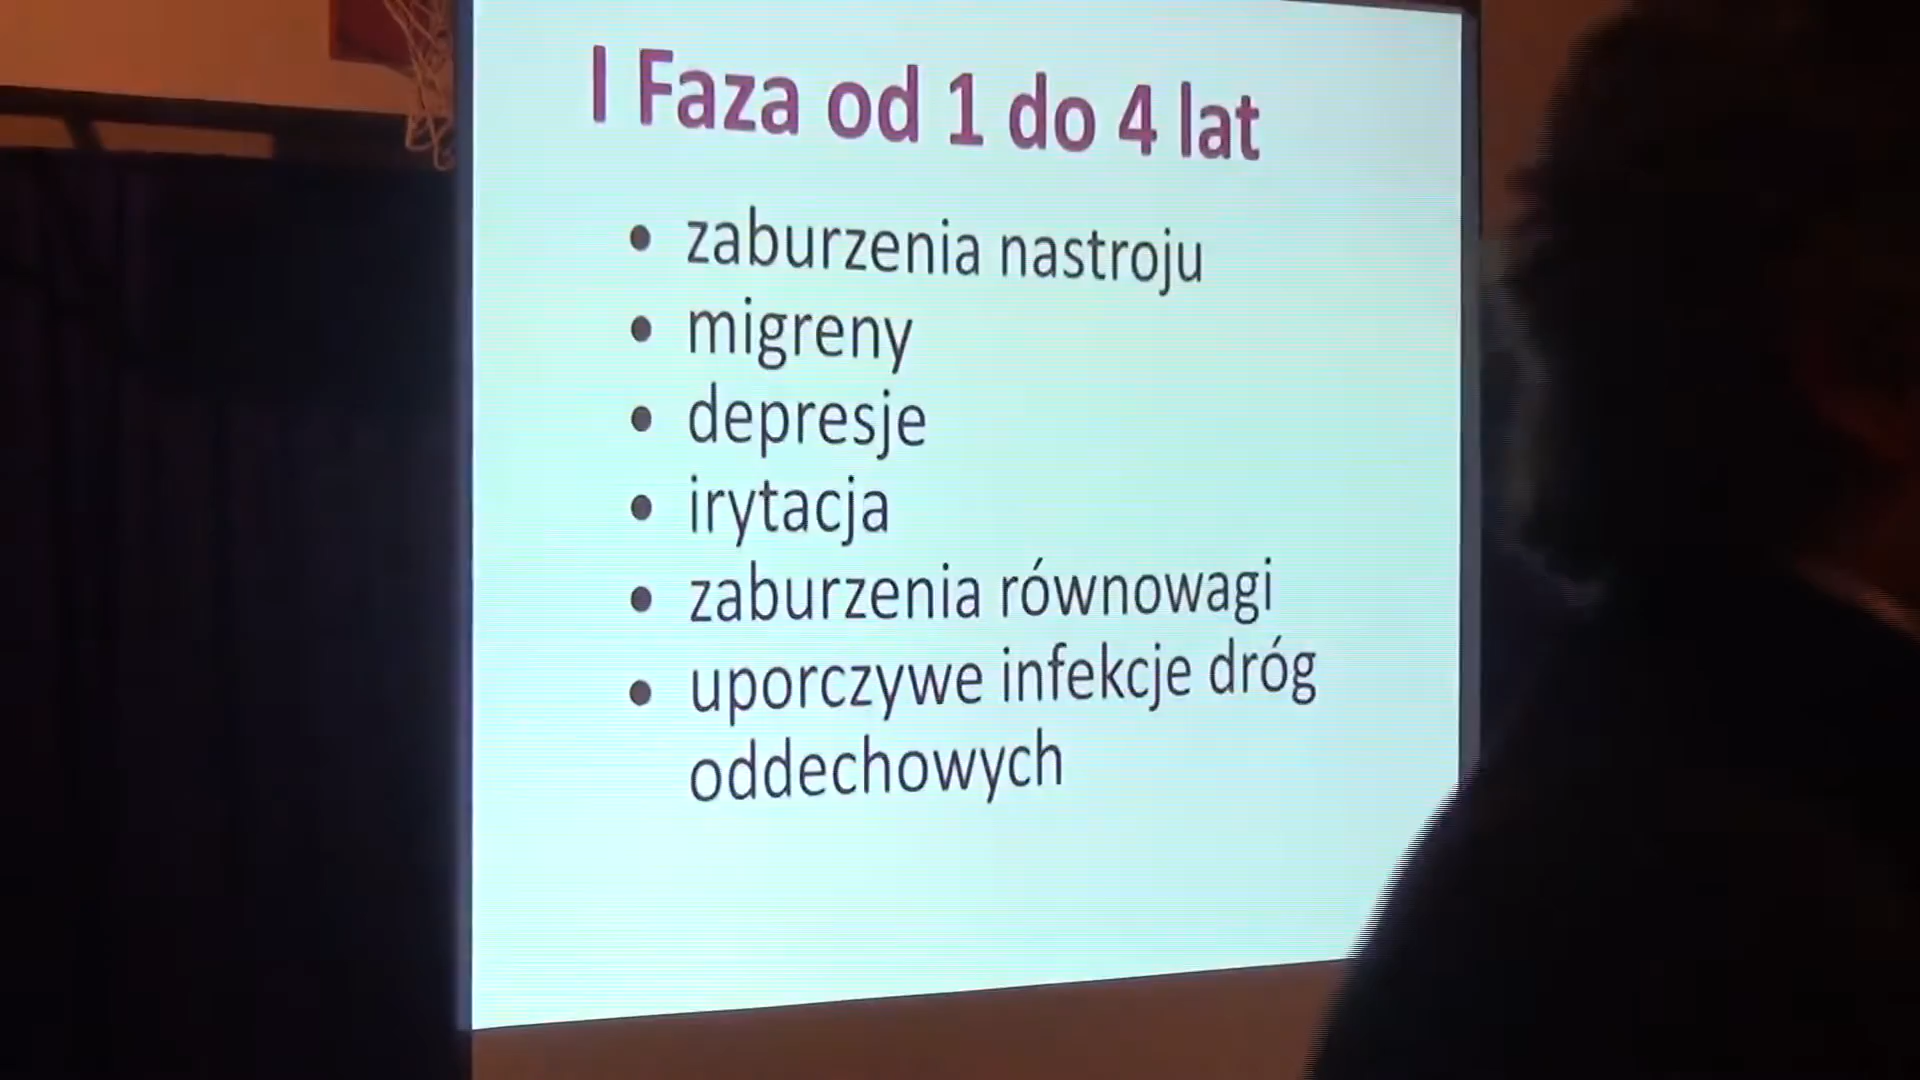 I Faza od 1 do 4 lat
• zaburzenia nastroju
• migreny
• depresje
• irytacja
• zaburzenia równowagi
• uporczywe infekcje dróg
oddechowych